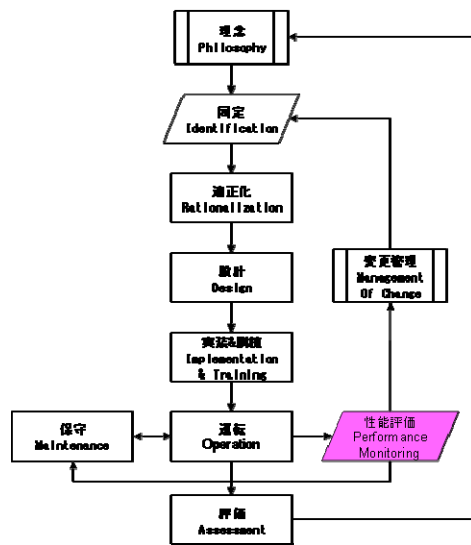 理念
Philosophy
同定
Identification
適正化
Rationalization
設計
Design
変更管理
Management
Of Change
実装&訓練
Implementation
& Training
保守
Maintenance
運転
Operation
性能評価
Performance
Monitoring
評価
Assessment